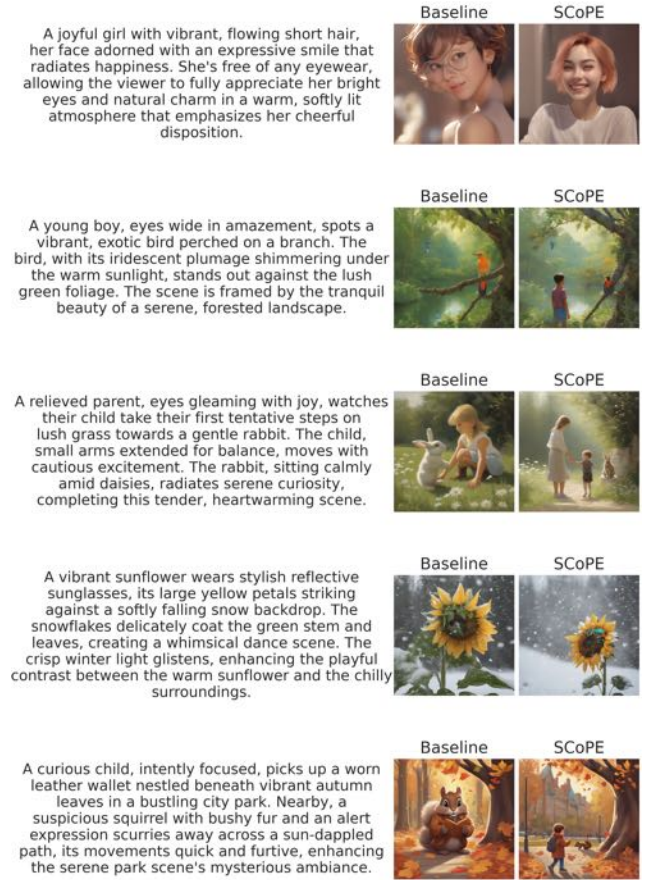 Baseline SCoPE
A joyful girl with vibrant, flowing short hair,
her face adorned with an expressive smile that
radiates happiness. She's free of any eyewear,
allowing the viewer to fully appreciate her bright
eyes and natural charm in a warm, softly lit
atmosphere that emphasizes her cheerful
disposition.
Baseline SCoPE
A young boy, eyes wide in amazement, spots a
vibrant, exotic bird perched on a branch. The
bird, with its iridescent plumage shimmering under
the warm sunlight, stands out against the lush
green foliage. The scene is framed by the tranquil
beauty of a serene, forested landscape.
Baseline SCoPE
A relieved parent, eyes gleaming with joy, watches
their child take their first tentative steps on
lush grass towards a gentle rabbit. The child,
small arms extended for balance, moves with
cautious excitement. The rabbit, sitting calmly
amid daisies, radiates serene curiosity,
completing this tender, heartwarming scene.
Baseline SCoPE
A vibrant sunflower wears stylish reflective
sunglasses, its large yellow petals striking
against a softly falling snow backdrop. The
snowflakes delicately coat the green stem and
leaves, creating a whimsical dance scene. The
crisp winter light glistens, enhancing the playful
contrast between the warm sunflower and the chilly
surroundings.
Baseline SCoPE
A curious child, intently focused, picks up a worn
leather wallet nestled beneath vibrant autumn
leaves in a bustling city park. Nearby, a
suspicious squirrel with bushy fur and an alert
expression scurries away across a sun-dappled
path, its movements quick and furtive, enhancing
the serene park scene's mysterious ambiance.